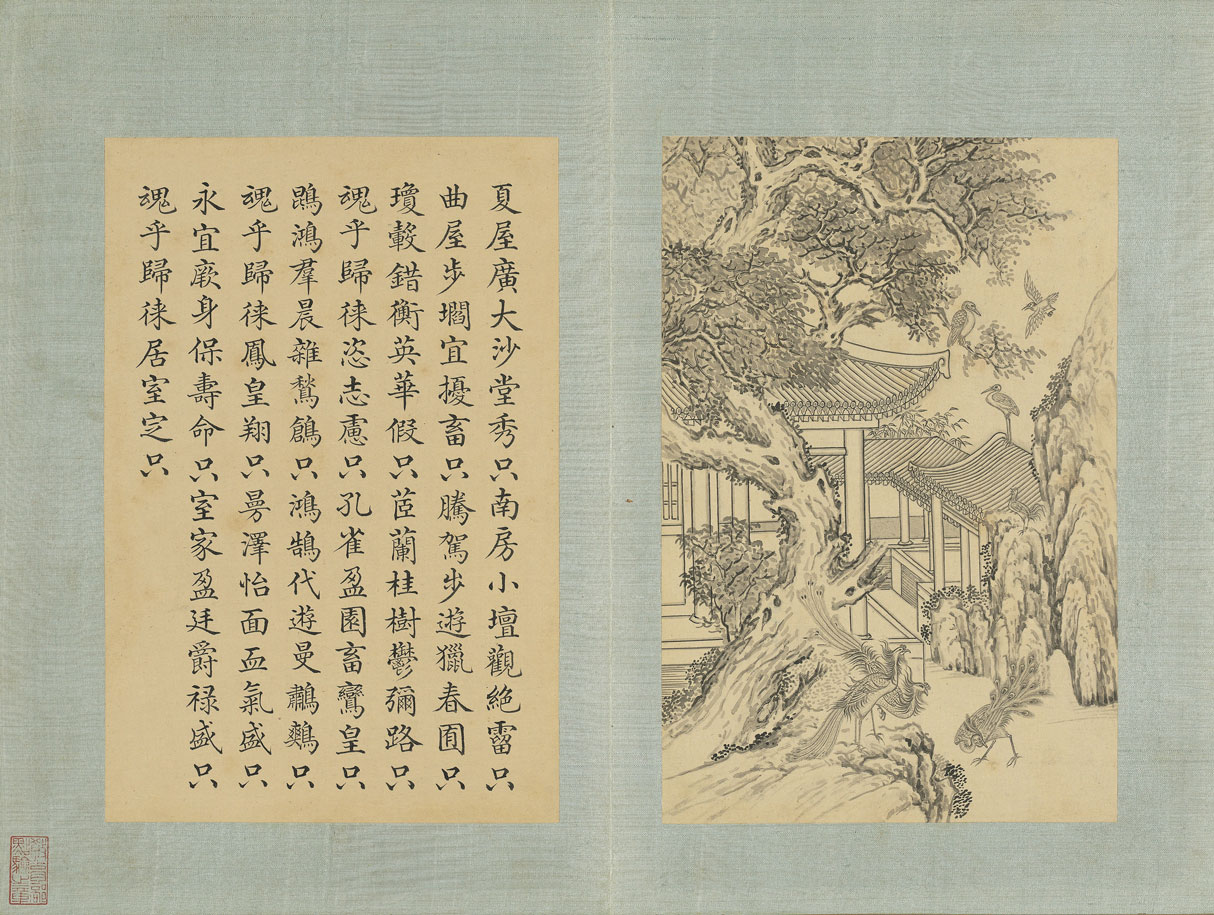 夏屋廣大沙堂秀只南房小壇觀絶霤只
曲屋步壛宜擾畜只騰駕步遊獵春囿只
瓊轂錯衡英華假只茝蘭桂樹鬱彌路只
魂乎歸徠恣志慮只孔雀盈園畜鸞皇只
鵾鴻羣晨雜鶖鶬只鴻鵠代遊曼鷫鷞只
魂乎歸徠鳳皇翔只曼澤怡面血氣盛只
永宜厥身保壽命只室家盈廷爵祿盛只
魂乎歸徠居室定只